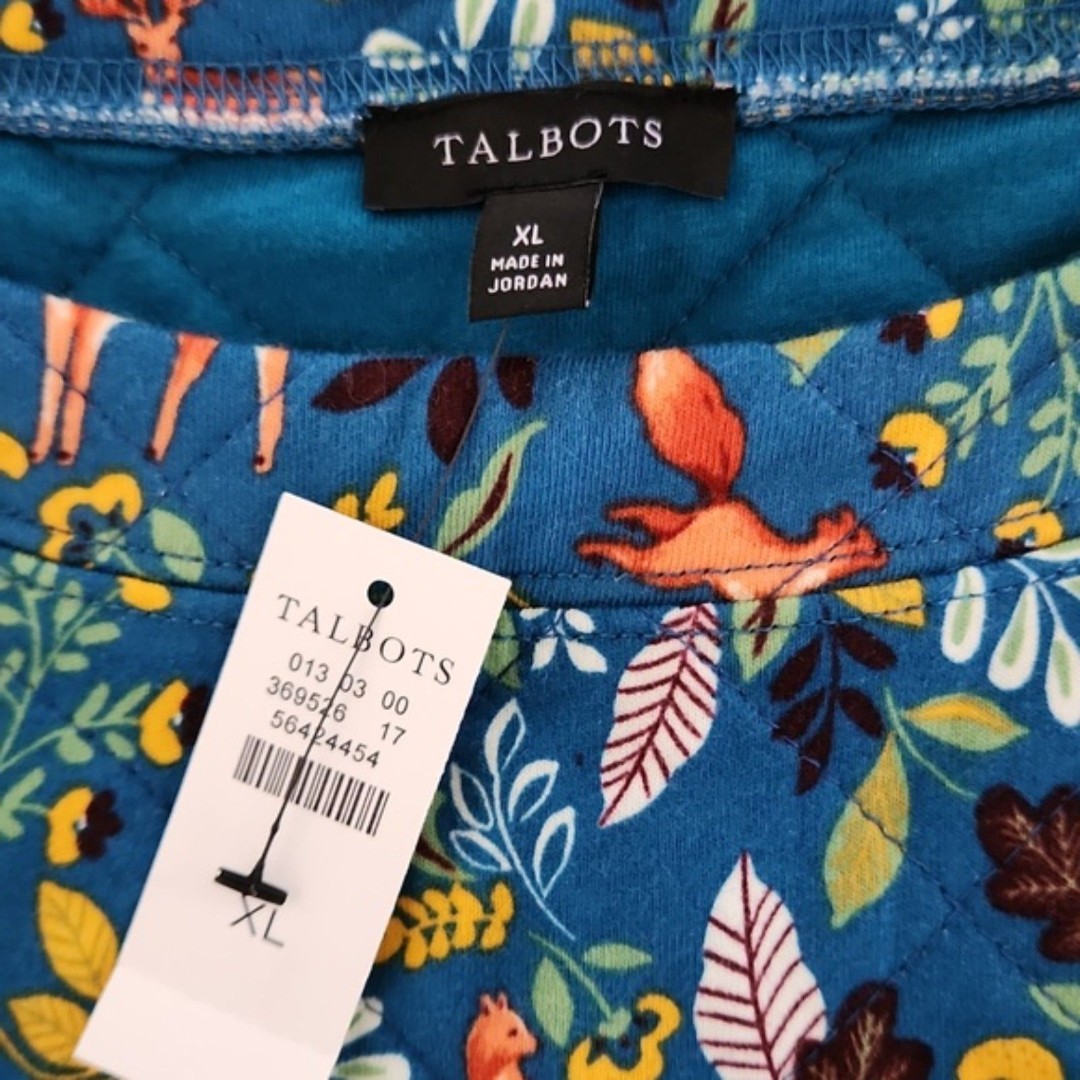 TALBOTS
XL
MADE IN
JORDAN
TALBOTS
013 03 00
369526 17
56424454
XL